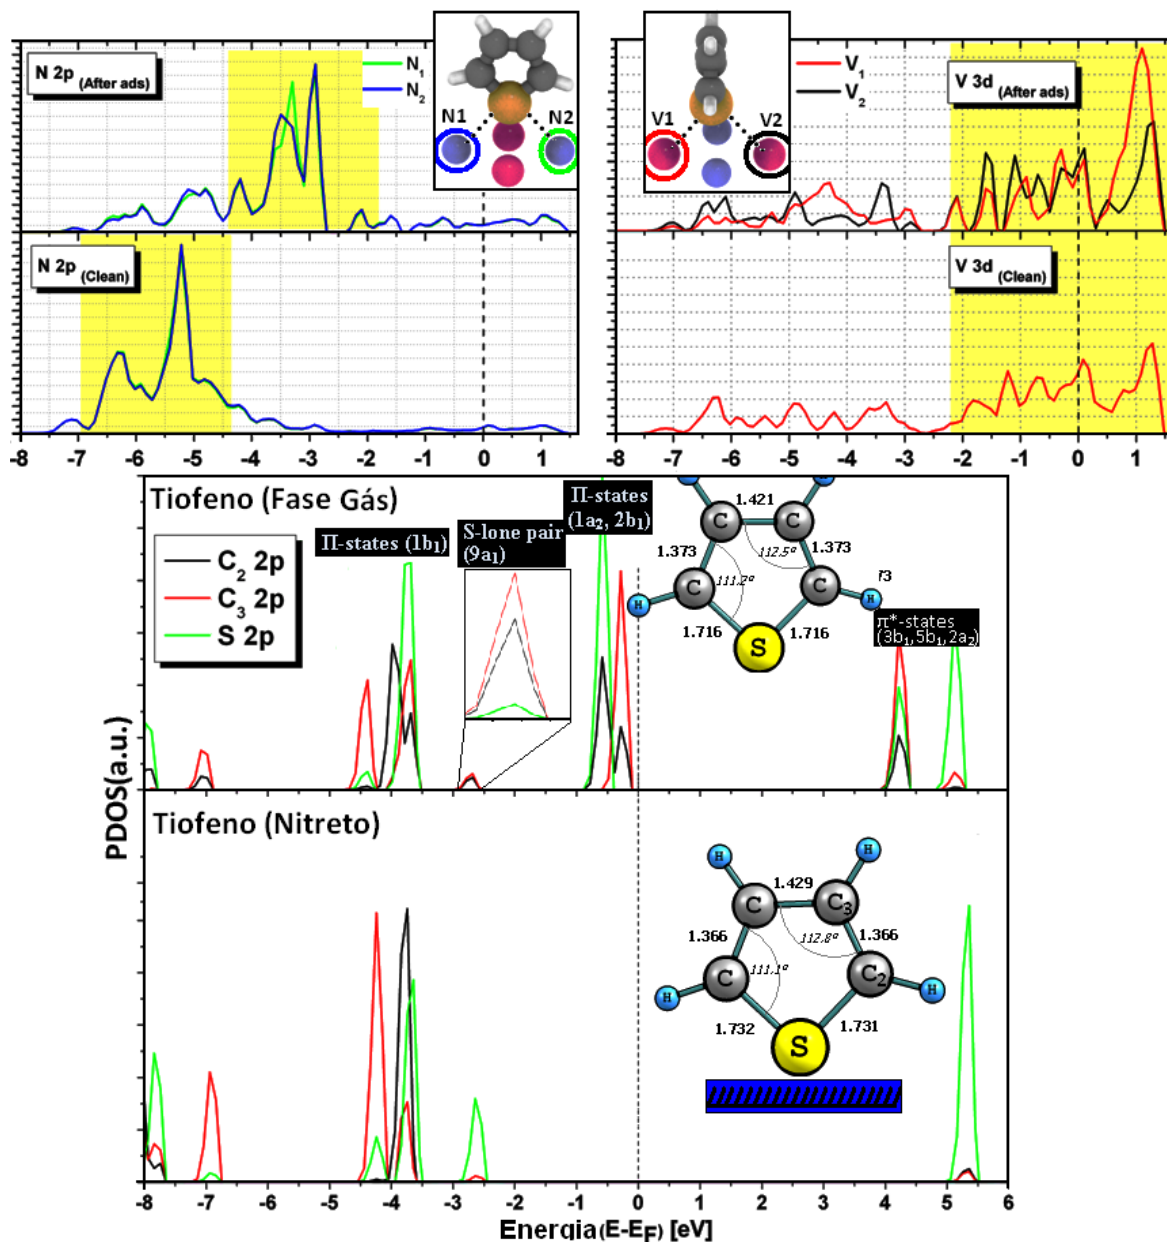 N 2p (After ads)
N₁
N₂
N1
N2
V1
V2
V₁
V₂
V 3d
(After ads)
N 2p (Clean)
V 3d
(Clean)
-8 -7 -6 -5 -4 -3 -2 -1 0 1
-8 -7 -6 -5 -4 -3 -2 -1 0 1
Tiofeno (Fase Gás)
Π-states (1b₁)
S-lone pair
(9a₁)
Π-states
(1a₂, 2b₁)
C₂ 2p
C₃ 2p
S 2p
H
H
1.421
C
C
1.373
112.5º
1.373
111.2º
C
C
H
H
73
1.716
1.716
S
π*-states
(3b₁,5b₁,2a₂)
PDOS(a.u.)
Tiofeno (Nitreto)
H
H
1.429
C
C₃
1.366
112.8º
1.366
111.1º
C
C₂
H
H
1.732
1.731
S
-8 -7 -6 -5 -4 -3 -2 -1 0 1 2 3 4 5 6
Energia(E-E_F) [eV]